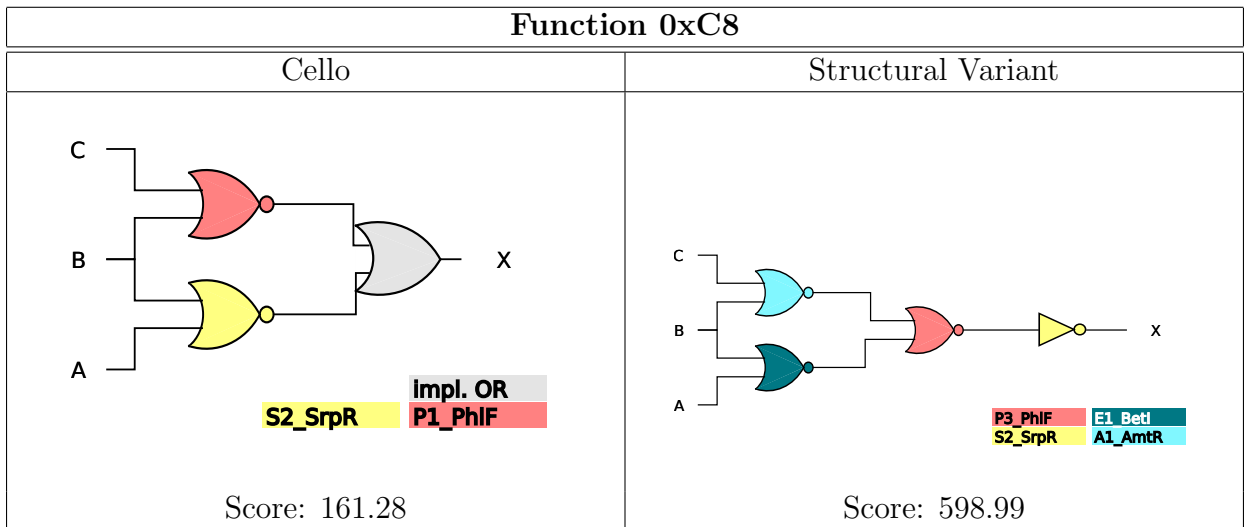 Function 0xC8
Cello
Structural Variant
C
B
A
X
impl. OR
S2_SrpR
P1_PhlF
Score: 161.28
C
B
A
X
P3_PhlF
E1_BetI
S2_SrpR
A1_AmtR
Score: 598.99